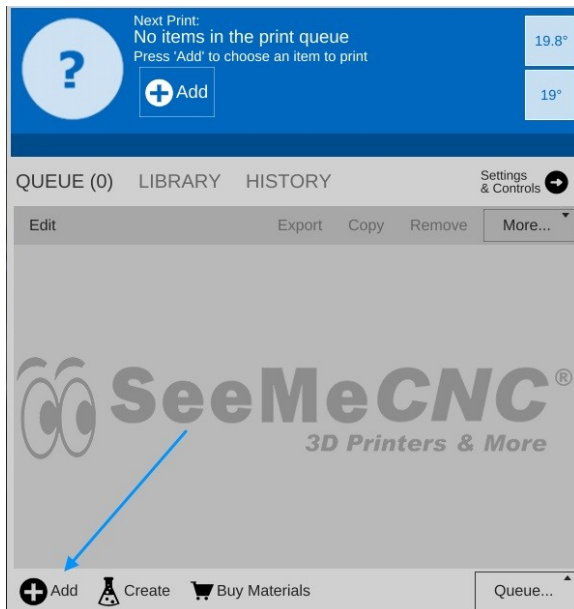 Next Print:
No items in the print queue
Press 'Add' to choose an item to print
?
Add
19.8°
19°
QUEUE (0) LIBRARY HISTORY
Settings
& Controls
Edit Export Copy Remove More...
SeeMeCNC®
3D Printers & More
Add Create Buy Materials Queue...